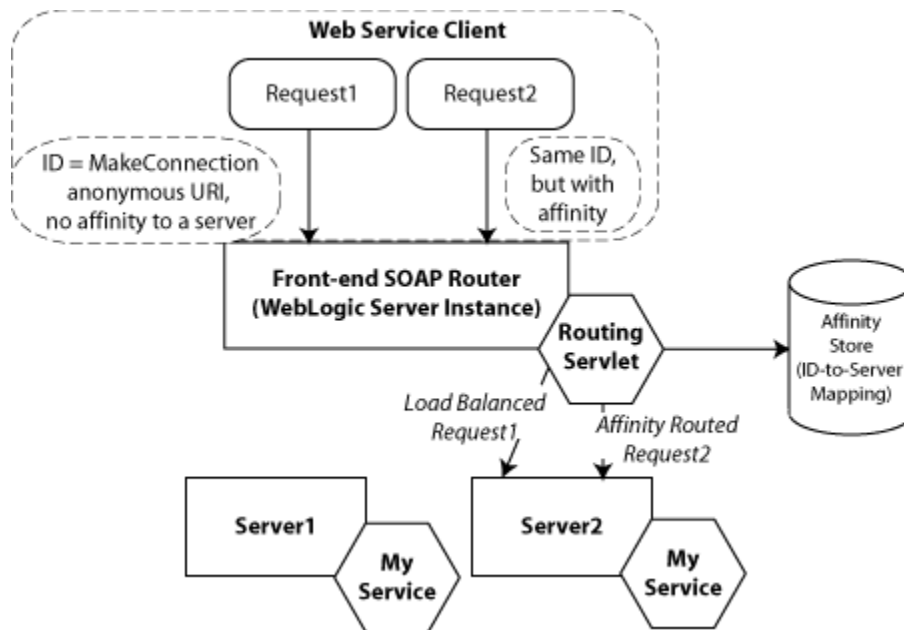 Web Service Client
Request1
Request2
ID = MakeConnection
anonymous URI,
no affinity to a server
Same ID,
but with
affinity
Front-end SOAP Router
(WebLogic Server Instance)
Routing
Servlet
Affinity
Store
(ID-to-Server
Mapping)
Load Balanced
Request1
Affinity Routed
Request2
Server1
My
Service
Server2
My
Service